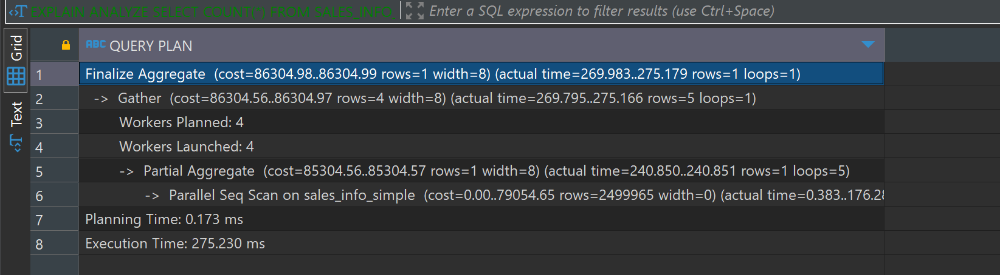 EXPLAIN ANALYZE SELECT COUNT(*) FROM SALES_INFO_ Enter a SQL expression to filter results (use Ctrl+Space)
Grid
Text
ABC QUERY PLAN
1 Finalize Aggregate (cost=86304.98..86304.99 rows=1 width=8) (actual time=269.983..275.179 rows=1 loops=1)
2 -> Gather (cost=86304.56..86304.97 rows=4 width=8) (actual time=269.795..275.166 rows=5 loops=1)
3 Workers Planned: 4
4 Workers Launched: 4
5 -> Partial Aggregate (cost=85304.56..85304.57 rows=1 width=8) (actual time=240.850..240.851 rows=1 loops=5)
6 -> Parallel Seq Scan on sales_info_simple (cost=0.00..79054.65 rows=2499965 width=0) (actual time=0.383..176.28
7 Planning Time: 0.173 ms
8 Execution Time: 275.230 ms